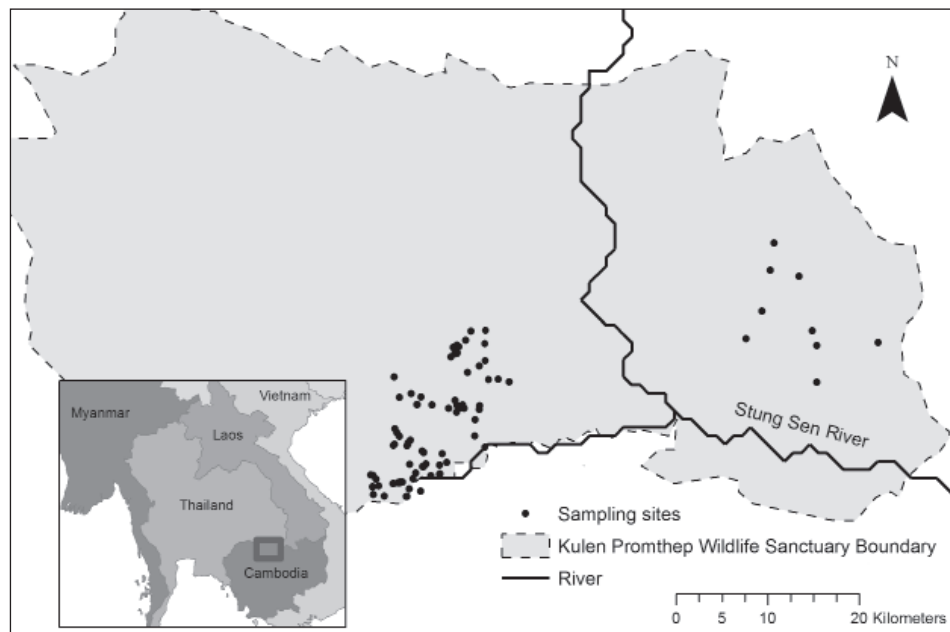 N
Stung Sen River
Myanmar
Vietnam
Laos
Thailand
Cambodia
Sampling sites
Kulen Promthep Wildlife Sanctuary Boundary
River
0 5 10 20 Kilometers